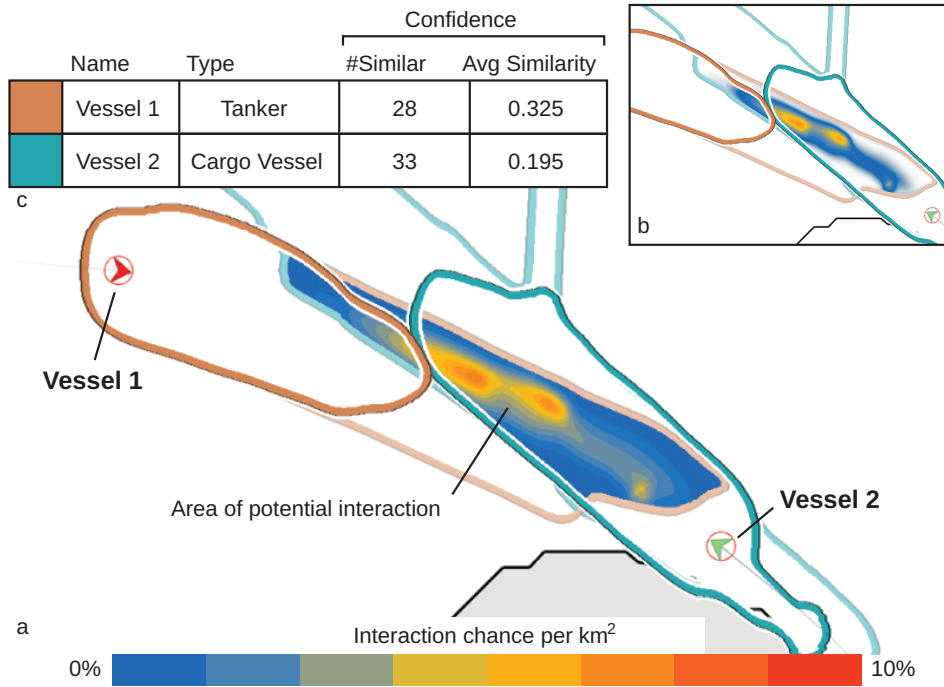 Confidence
Name Type #Similar Avg Similarity
Vessel 1 Tanker 28 0.325
Vessel 2 Cargo Vessel 33 0.195
c
b
Vessel 1
Area of potential interaction
Vessel 2
a
Interaction chance per km²
0% 10%